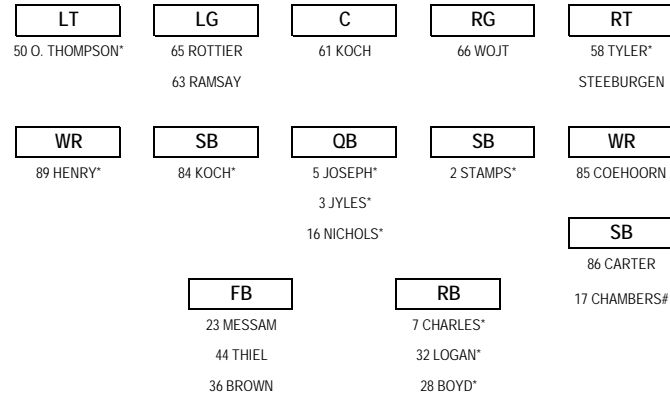 LT LG C RG RT
50 O. THOMPSON* 65 ROTTIER 61 KOCH 66 WOJT 58 TYLER*
63 RAMSAY STEEBURGEN
WR SB QB SB WR
89 HENRY* 84 KOCH* 5 JOSEPH* 2 STAMPS* 85 COEHOORN
3 JYLES*
16 NICHOLS*
SB
86 CARTER
17 CHAMBERS#
FB RB
23 MESSAM 7 CHARLES*
44 THIEL 32 LOGAN*
36 BROWN 28 BOYD*